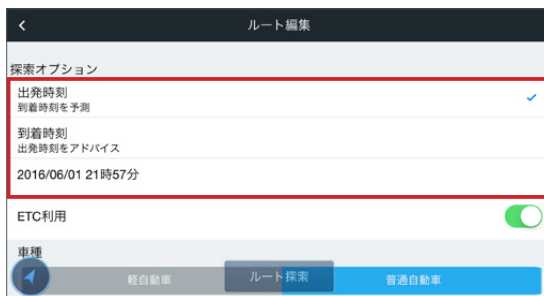 ルート編集
探索オプション
出発時刻
到着時刻を予測
到着時刻
出発時刻をアドバイス
2016/06/01 21時57分
ETC利用
車種
軽自動車
ルート探索
普通自動車